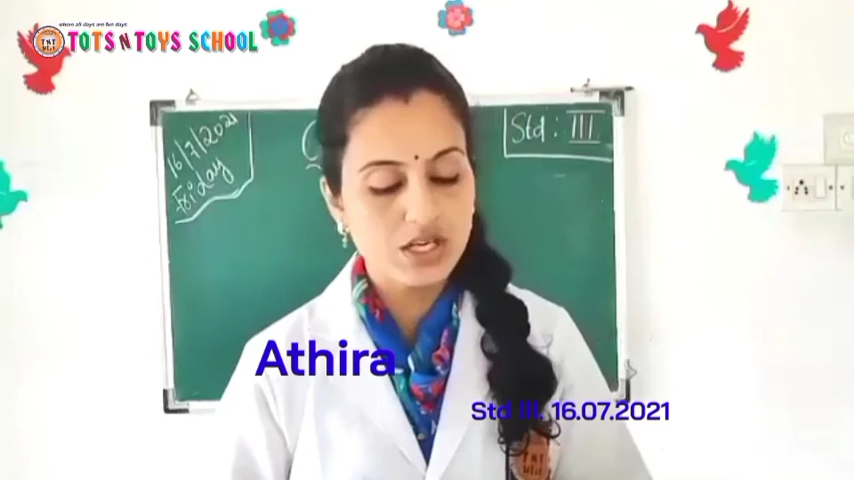 where all days are fun days
TOTS N TOYS SCHOOL
16/7/2021
Friday
Std : III
Athira
Std III, 16.07.2021
TNT